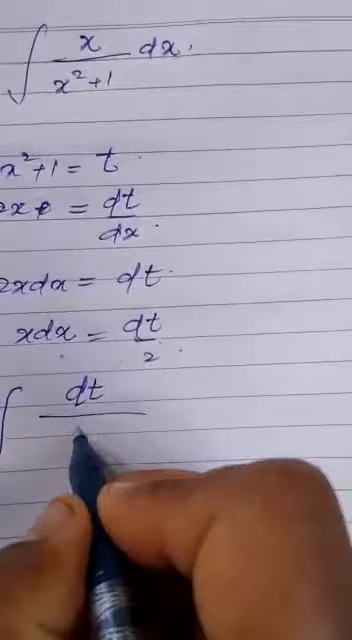 ∫ x / x²+1 dx.
x²+1 = t
2x = dt / dx.
2xdx = dt.
xdx = dt / 2.
∫ dt